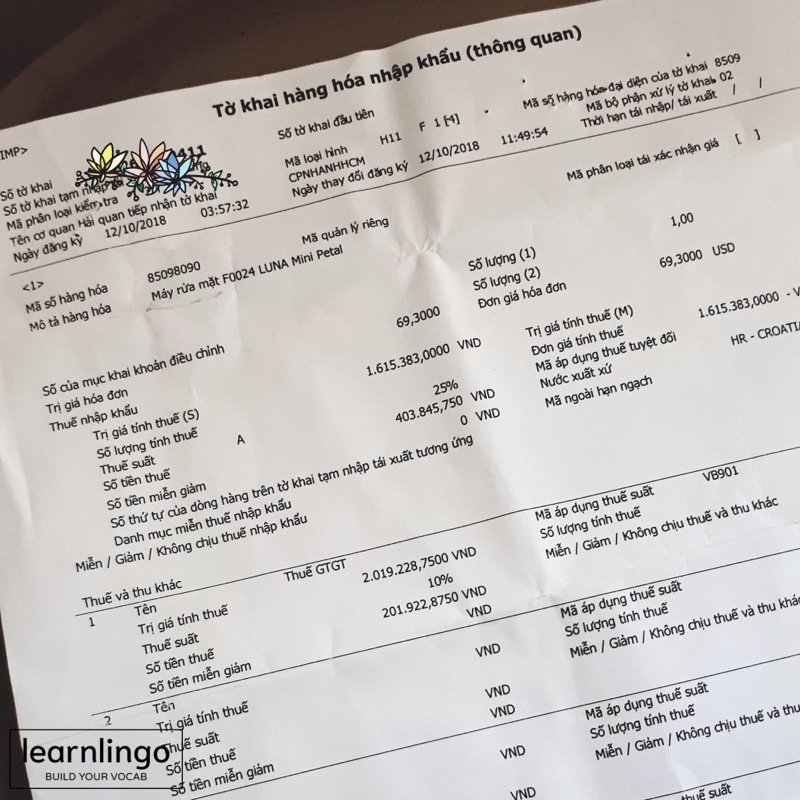 Tờ khai hàng hóa nhập khẩu (thông quan)
IMP>
Số tờ khai 411 Số tờ khai đầu tiên
Số tờ khai tạm nhập Mã loại hình H11 F 1 [4] Mã số hàng hóa đại diện của tờ khai 8509
Mã phân loại kiểm tra CPNHANHHCM Mã bộ phận xử lý tờ khai 02
Tên cơ quan Hải quan tiếp nhận tờ khai Ngày thay đổi đăng ký 12/10/2018 11:49:54 Thời hạn tái nhập/ tái xuất / /
Ngày đăng ký 12/10/2018 03:57:32
Mã phân loại tái xác nhận giá [ ]
<1>
Mã số hàng hóa 85098090 Mã quản lý riêng
Mô tả hàng hóa Máy rửa mặt F0024 LUNA Mini Petal
Số lượng (1) 1,00
Số lượng (2)
Số của mục khai khoản điều chỉnh
Trị giá hóa đơn 69,3000 Đơn giá hóa đơn 69,3000 USD
Thuế nhập khẩu
Trị giá tính thuế (S) 1.615.383,0000 VND Trị giá tính thuế (M)
Số lượng tính thuế Đơn giá tính thuế 1.615.383,0000 - V
Thuế suất A 25% Mã áp dụng thuế tuyệt đối
Số tiền thuế 403.845,750 VND Nước xuất xứ HR - CROATI
Số tiền miễn giảm 0 VND Mã ngoài hạn ngạch
Số thứ tự của dòng hàng trên tờ khai tạm nhập tái xuất tương ứng
Danh mục miễn thuế nhập khẩu
Miễn / Giảm / Không chịu thuế nhập khẩu
Thuế và thu khác
1 Tên Thuế GTGT Mã áp dụng thuế suất VB901
Trị giá tính thuế 2.019.228,7500 VND Số lượng tính thuế
Thuế suất 10% Miễn / Giảm / Không chịu thuế và thu khác
Số tiền thuế 201.922,8750 VND
Số tiền miễn giảm VND
2 Tên Mã áp dụng thuế suất
Trị giá tính thuế VND Số lượng tính thuế
Thuế suất Miễn / Giảm / Không chịu thuế và thu khác
Số tiền thuế VND
Số tiền miễn giảm VND
Mã áp dụng thuế suất
VND Số lượng tính thuế
Miễn / Giảm / Không chịu thuế và thu
VND
thuế suất
learnlingo
BUILD YOUR VOCAB